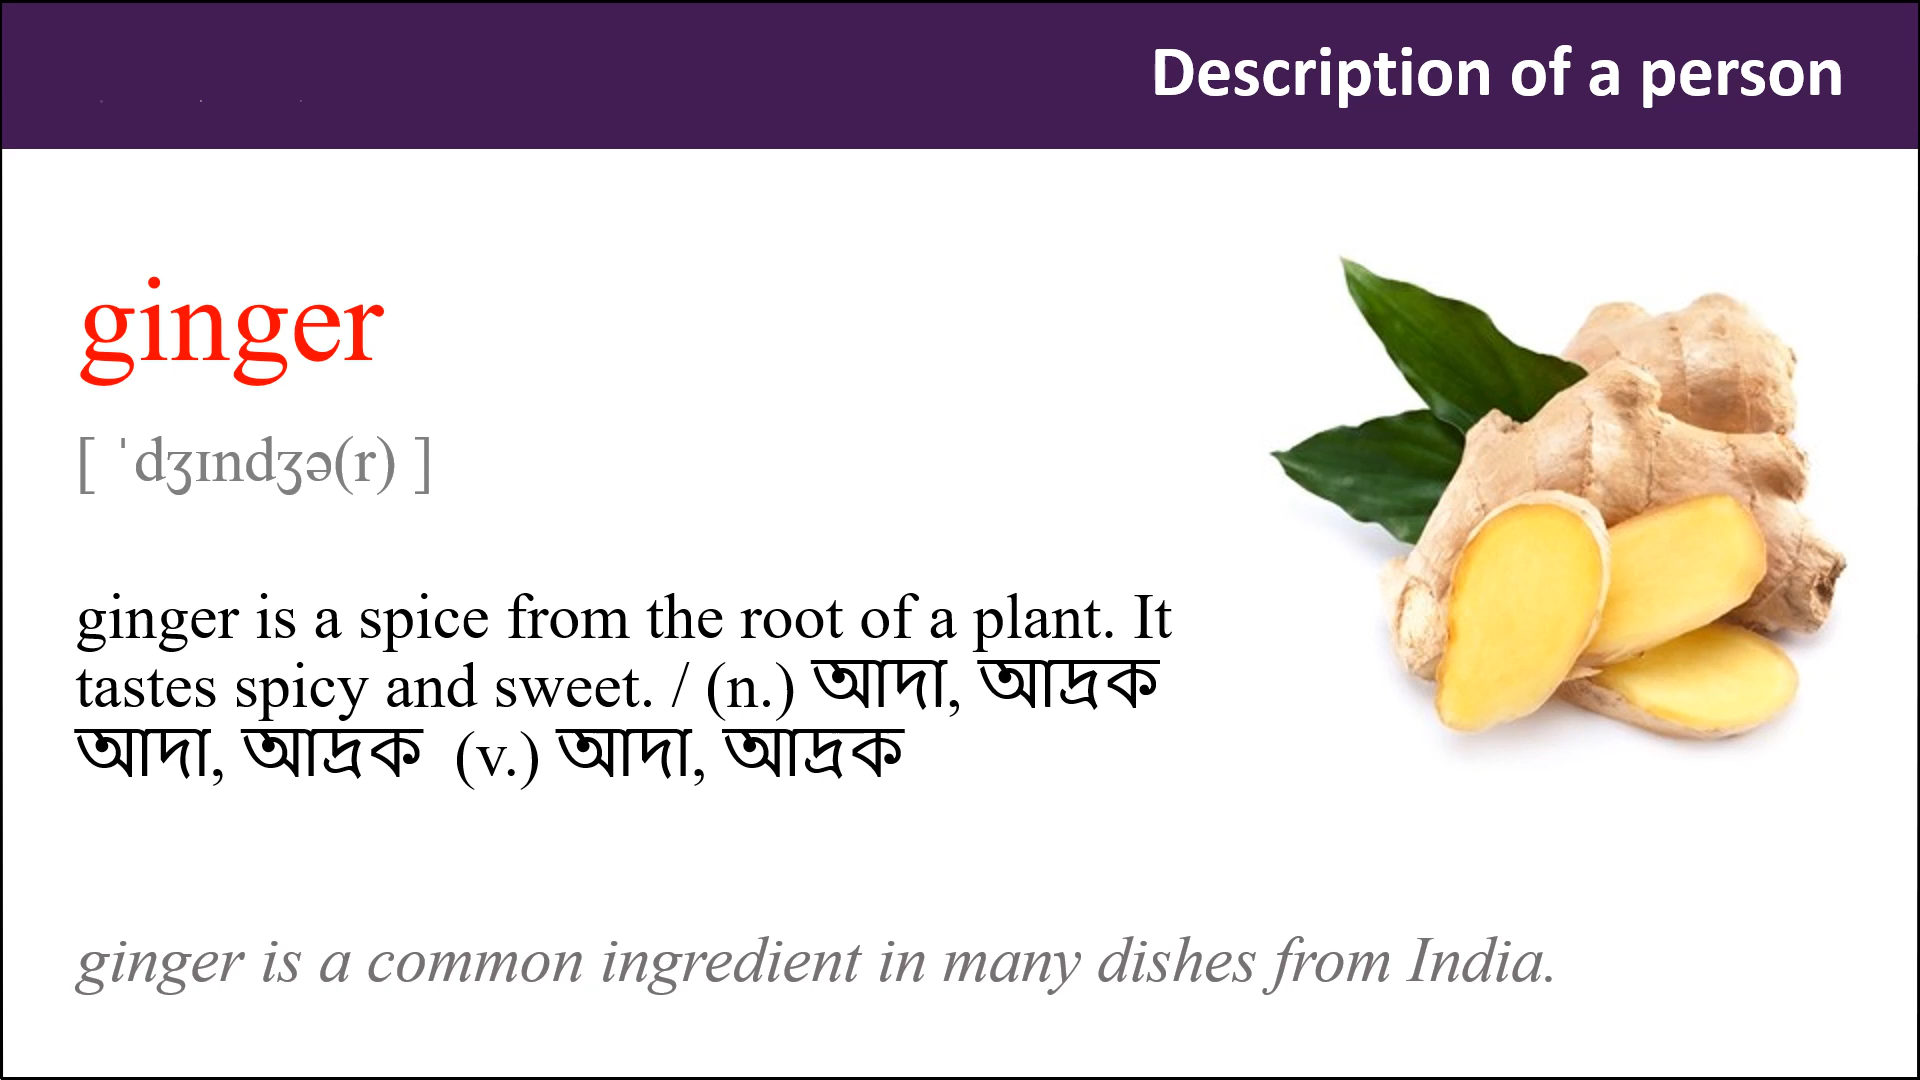 Description of a person
ginger
[ ˈdʒɪndʒə(r) ]
ginger is a spice from the root of a plant. It
tastes spicy and sweet. / (n.) আদা, আদ্রক
আদা, আদ্রক (v.) আদা, আদ্রক
ginger is a common ingredient in many dishes from India.